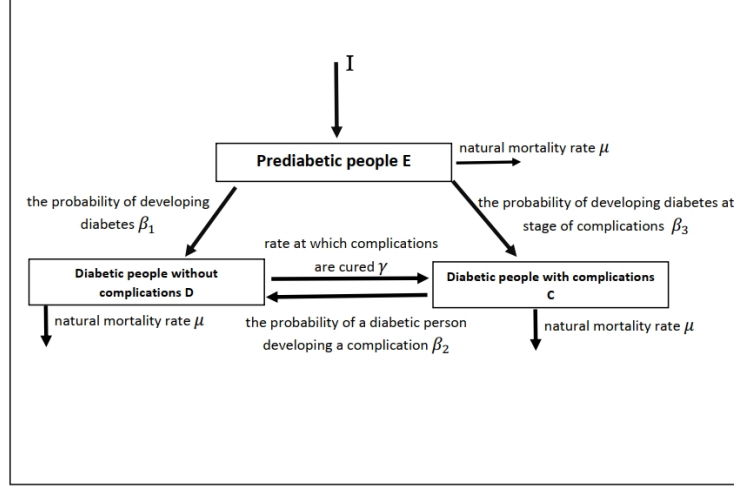 I
Prediabetic people E
natural mortality rate μ
the probability of developing
diabetes β₁
the probability of developing diabetes at
stage of complications β₃
rate at which complications
are cured γ
Diabetic people without
complications D
Diabetic people with complications
C
natural mortality rate μ
the probability of a diabetic person
developing a complication β₂
natural mortality rate μ